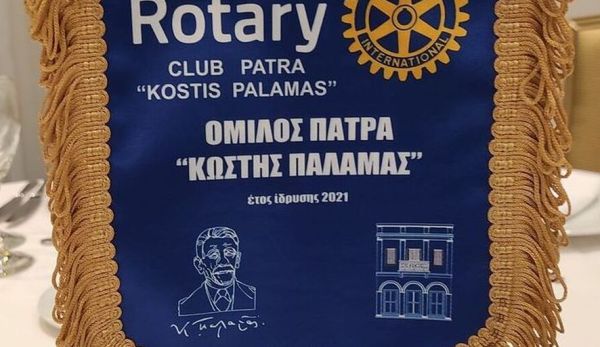 Rotary
INTERNATIONAL
CLUB PATRA
"KOSTIS PALAMAS"
ΟΜΙΛΟΣ ΠΑΤΡΑ
"ΚΩΣΤΗΣ ΠΑΛΑΜΑΣ"
έτος ίδρυσης 2021